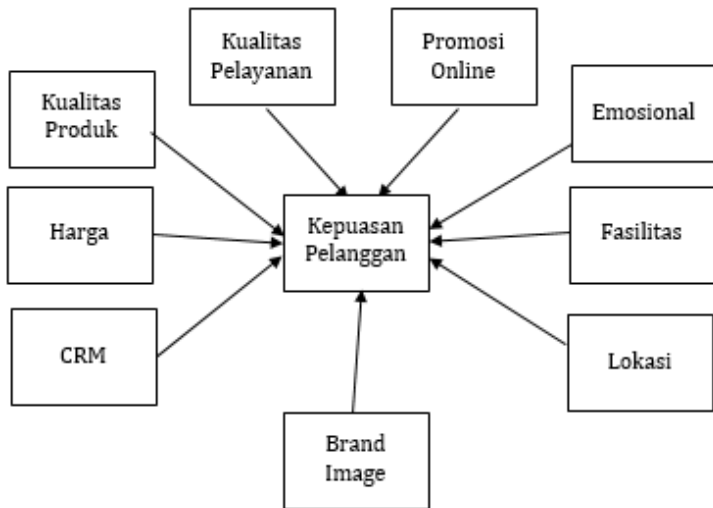 Kualitas
Pelayanan
Promosi
Online
Kualitas
Produk
Emosional
Harga
Kepuasan
Pelanggan
Fasilitas
CRM
Lokasi
Brand
Image